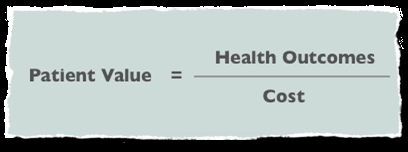 Health Outcomes
Patient Value =
Cost